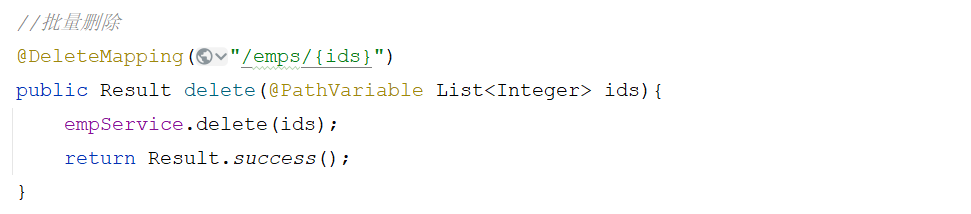 //批量删除
@DeleteMapping("/emps/{ids}")
public Result delete(@PathVariable List<Integer> ids){
    empService.delete(ids);
    return Result.success();
}